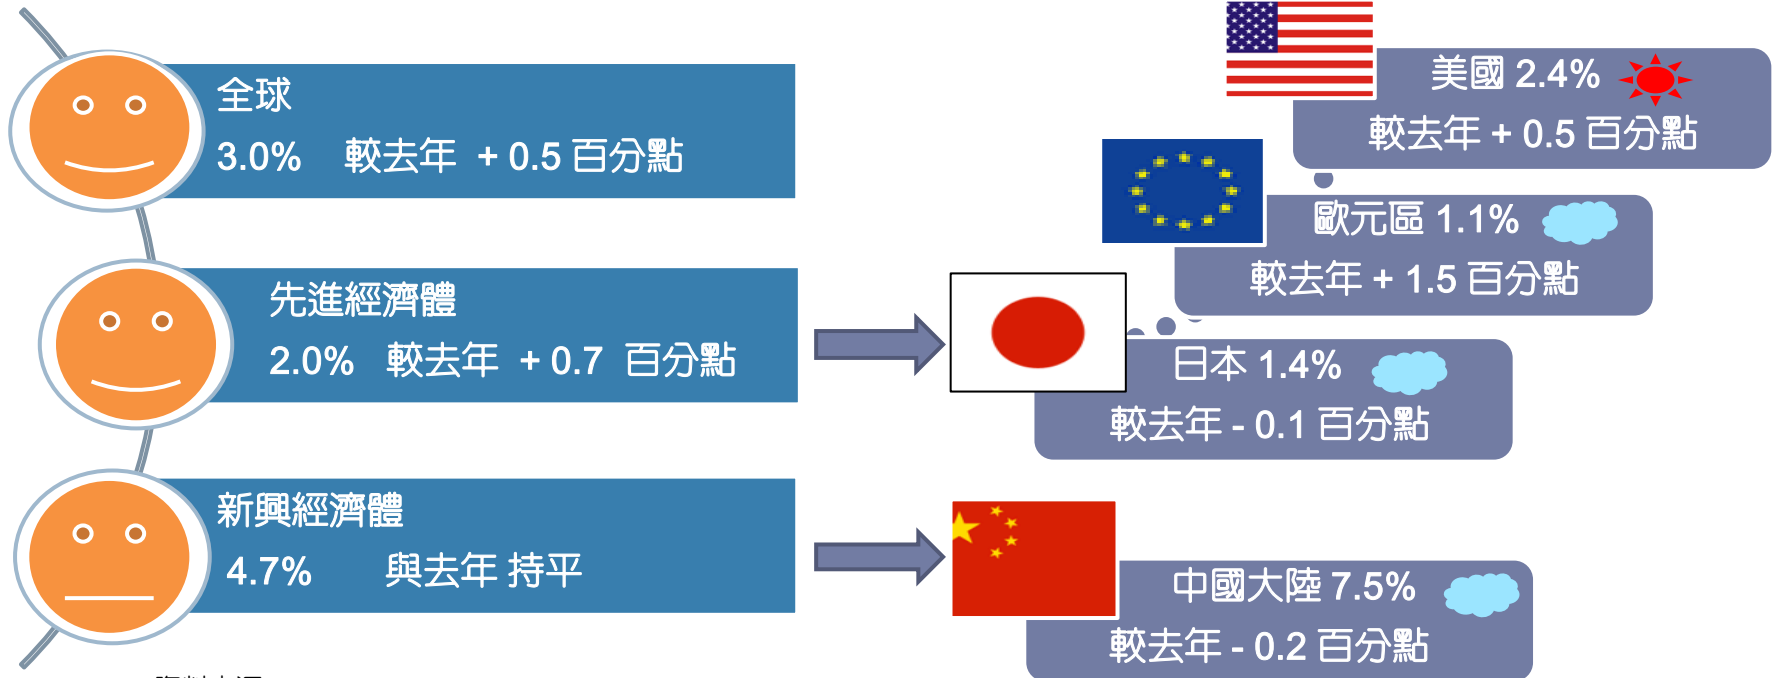 全球
3.0% 較去年 + 0.5 百分點
先進經濟體
2.0% 較去年 + 0.7 百分點
新興經濟體
4.7% 與去年 持平
美國 2.4%
較去年 + 0.5 百分點
歐元區 1.1%
較去年 + 1.5 百分點
日本 1.4%
較去年 - 0.1 百分點
中國大陸 7.5%
較去年 - 0.2 百分點